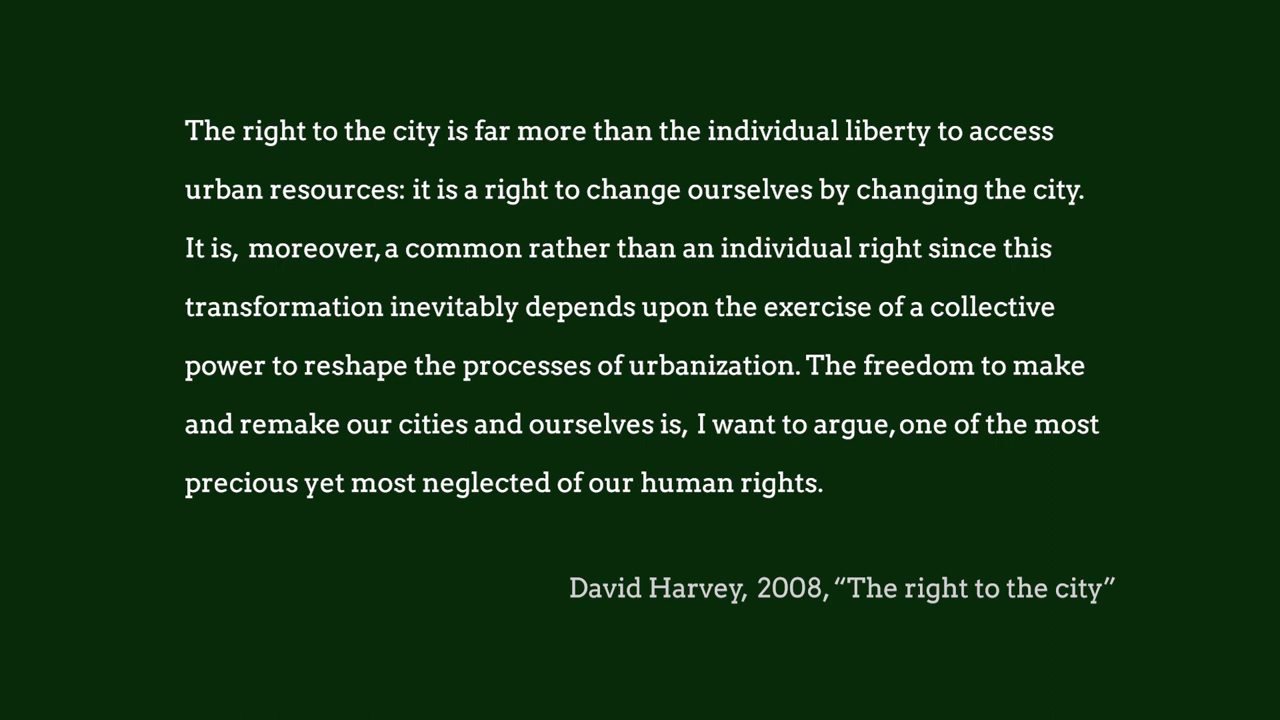 The right to the city is far more than the individual liberty to access
urban resources: it is a right to change ourselves by changing the city.
It is, moreover, a common rather than an individual right since this
transformation inevitably depends upon the exercise of a collective
power to reshape the processes of urbanization. The freedom to make
and remake our cities and ourselves is, I want to argue, one of the most
precious yet most neglected of our human rights.
David Harvey, 2008, “The right to the city”